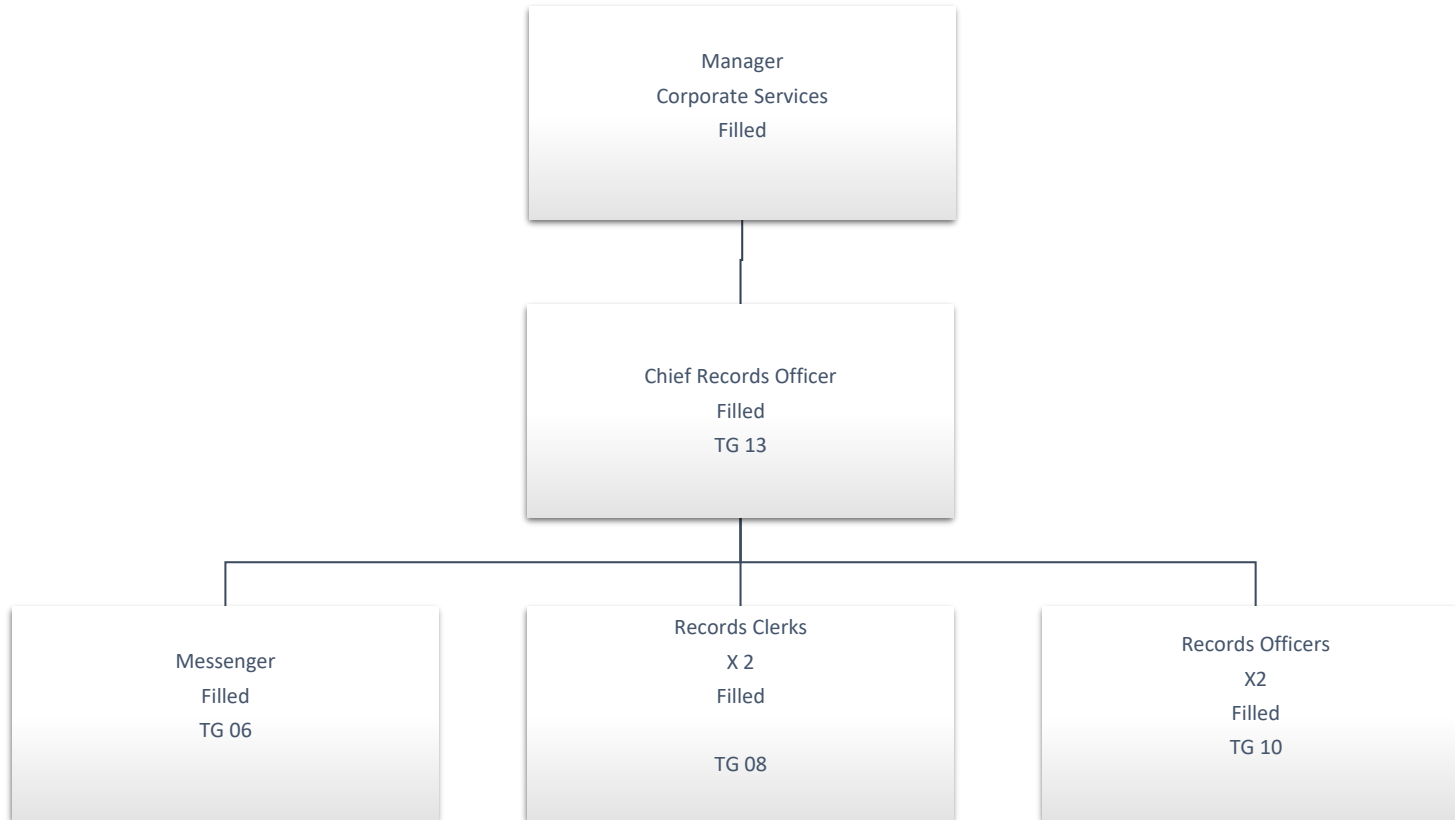 Manager
Corporate Services
Filled
Chief Records Officer
Filled
TG 13
Messenger
Filled
TG 06
Records Clerks
X 2
Filled
TG 08
Records Officers
X2
Filled
TG 10